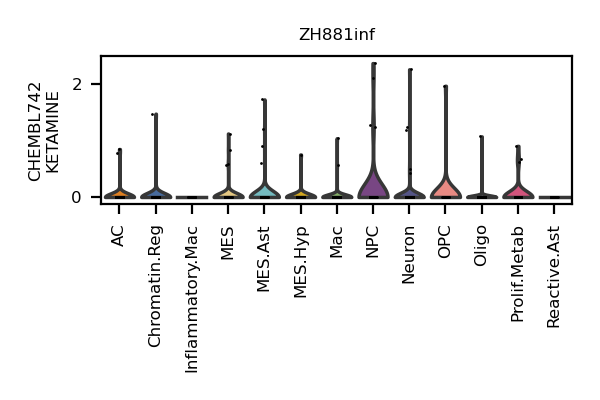 ZH881inf
CHEMBL742
KETAMINE
2
0
AC
Chromatin.Reg
Inflammatory.Mac
MES
MES.Ast
MES.Hyp
Mac
NPC
Neuron
OPC
Oligo
Prolif.Metab
Reactive.Ast